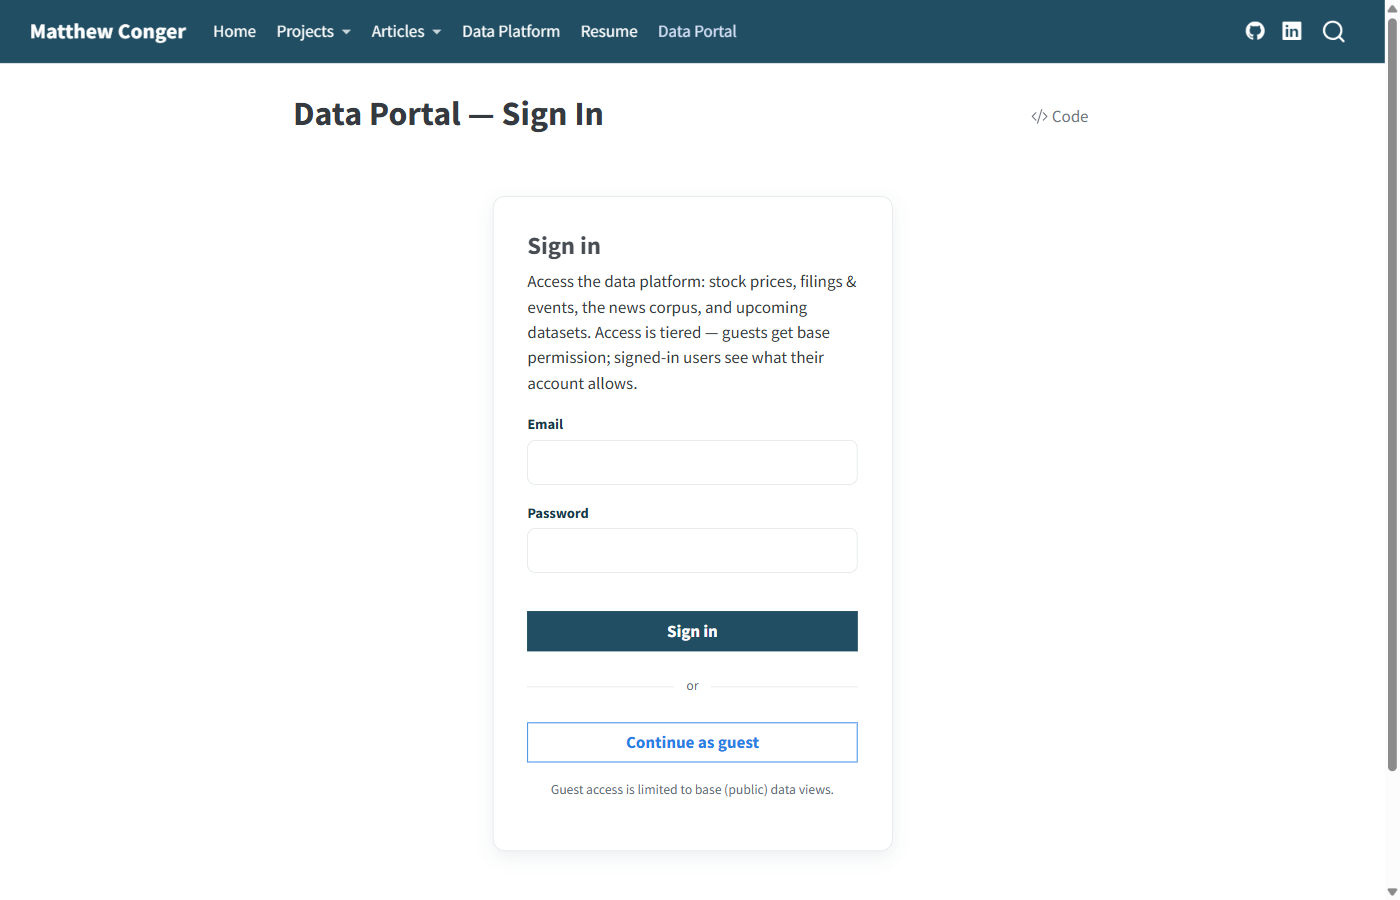 Matthew Conger Home Projects Articles Data Platform Resume Data Portal
Data Portal — Sign In
</> Code
Sign in
Access the data platform: stock prices, filings &
events, the news corpus, and upcoming
datasets. Access is tiered — guests get base
permission; signed-in users see what their
account allows.
Email
Password
Sign in
or
Continue as guest
Guest access is limited to base (public) data views.